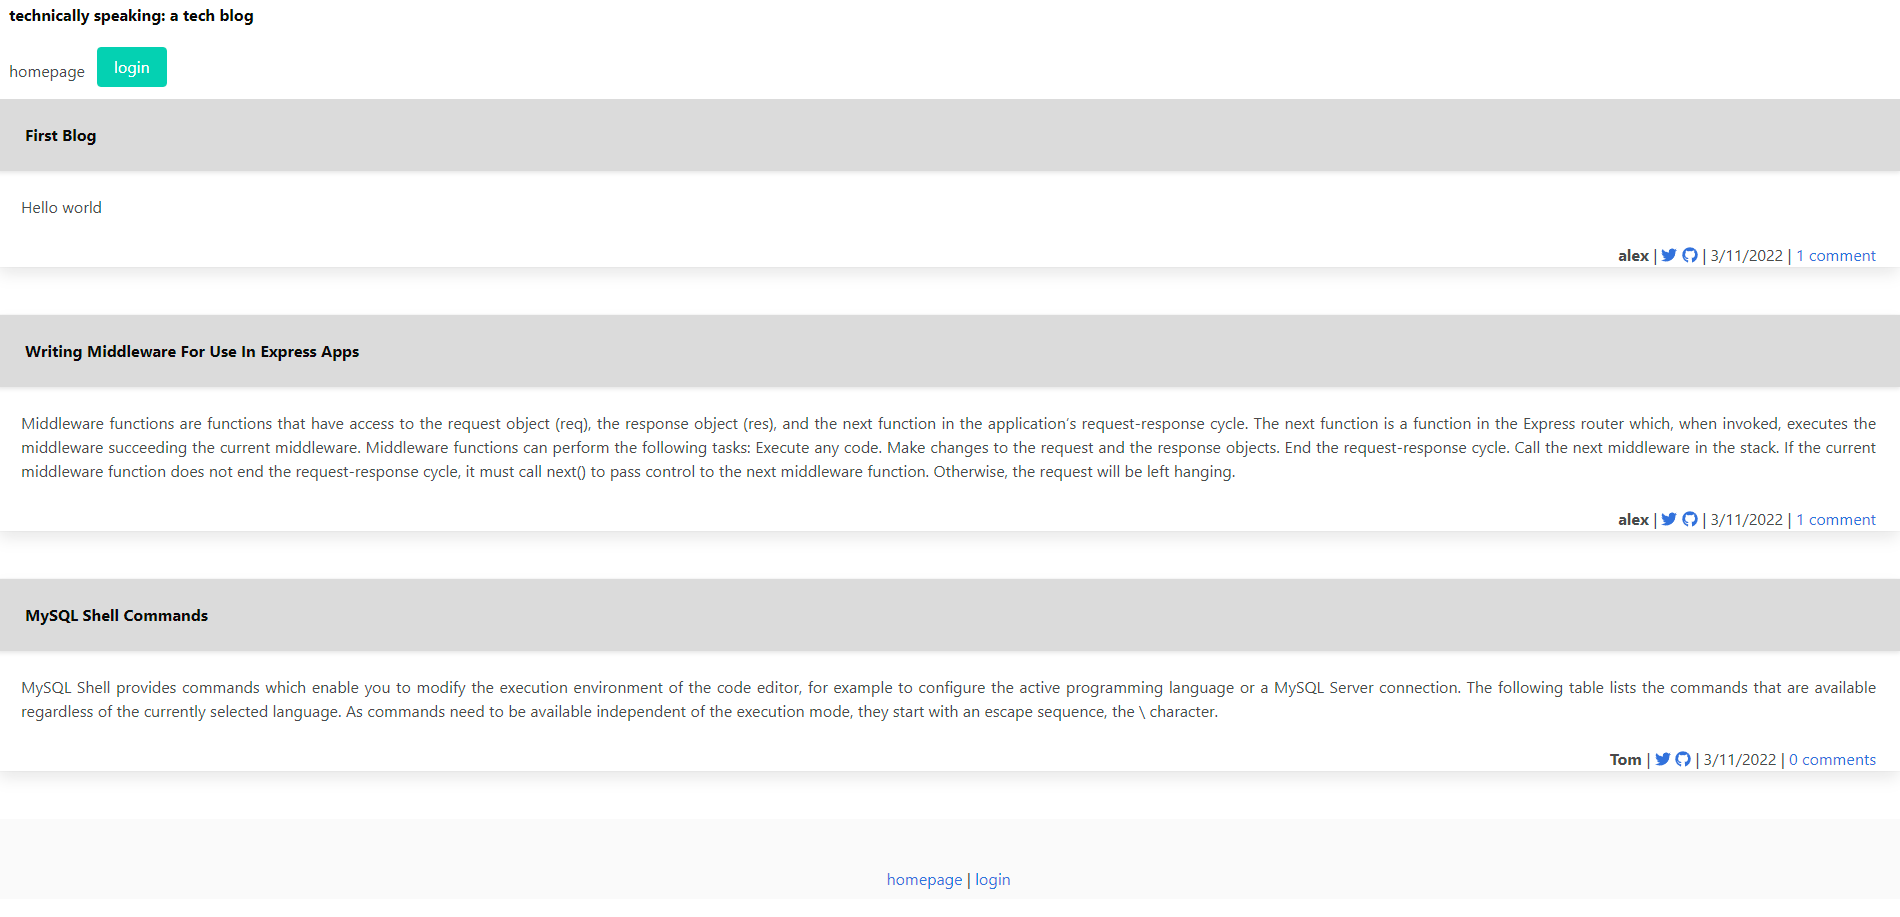 technically speaking: a tech blog
homepage login
First Blog
Hello world
alex | | 3/11/2022 | 1 comment
Writing Middleware For Use In Express Apps
Middleware functions are functions that have access to the request object (req), the response object (res), and the next function in the application’s request-response cycle. The next function is a function in the Express router which, when invoked, executes the
middleware succeeding the current middleware. Middleware functions can perform the following tasks: Execute any code. Make changes to the request and the response objects. End the request-response cycle. Call the next middleware in the stack. If the current
middleware function does not end the request-response cycle, it must call next() to pass control to the next middleware function. Otherwise, the request will be left hanging.
alex | | 3/11/2022 | 1 comment
MySQL Shell Commands
MySQL Shell provides commands which enable you to modify the execution environment of the code editor, for example to configure the active programming language or a MySQL Server connection. The following table lists the commands that are available
regardless of the currently selected language. As commands need to be available independent of the execution mode, they start with an escape sequence, the \ character.
Tom | | 3/11/2022 | 0 comments
homepage | login